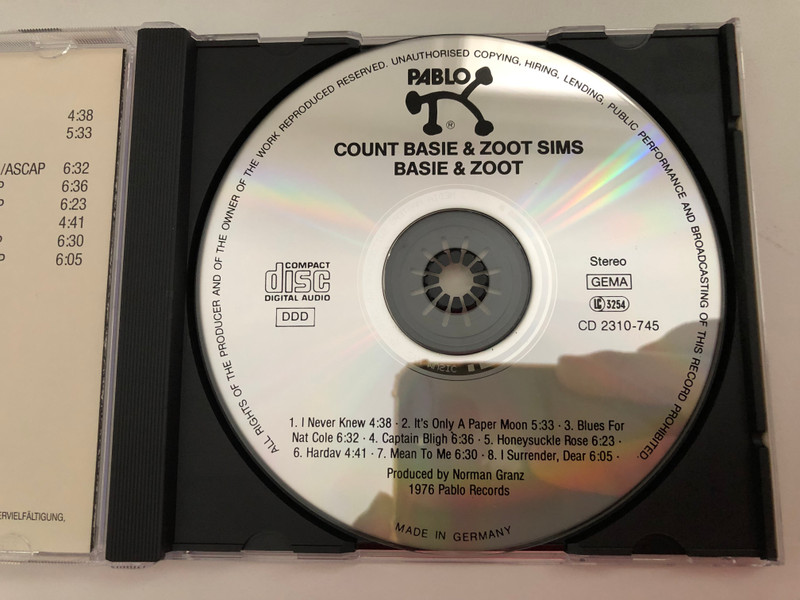 4:38
5:33
/ASCAP 6:32
P 6:36
P 6:23
4:41
P 6:30
P 6:05
ERVIELFÄLTIGUNG,
ALL RIGHTS OF THE PRODUCER AND OF THE OWNER OF THE WORK REPRODUCED RESERVED. UNAUTHORISED COPYING, HIRING, LENDING, PUBLIC PERFORMANCE AND BROADCASTING OF THIS RECORD PROHIBITED.
PABLO
®
COUNT BASIE & ZOOT SIMS
BASIE & ZOOT
COMPACT
disc
DIGITAL AUDIO
DDD
Stereo
GEMA
LC 3254
CD 2310-745
1. I Never Knew 4:38 · 2. It's Only A Paper Moon 5:33 · 3. Blues For
Nat Cole 6:32 · 4. Captain Bligh 6:36 · 5. Honeysuckle Rose 6:23 ·
6. Hardav 4:41 · 7. Mean To Me 6:30 · 8. I Surrender, Dear 6:05 ·
Produced by Norman Granz
1976 Pablo Records
MADE IN GERMANY